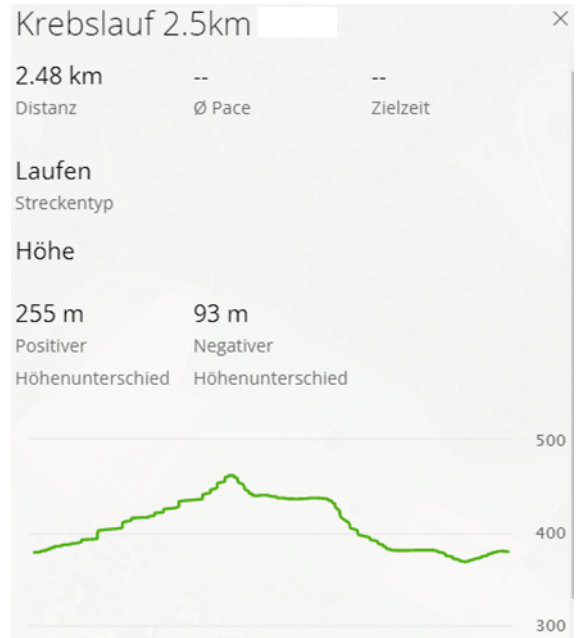 Krebslauf 2.5km
2.48 km -- --
Distanz Ø Pace Zielzeit
Laufen
Streckentyp
Höhe
255 m 93 m
Positiver Negativer
Höhenunterschied Höhenunterschied
500
400
300